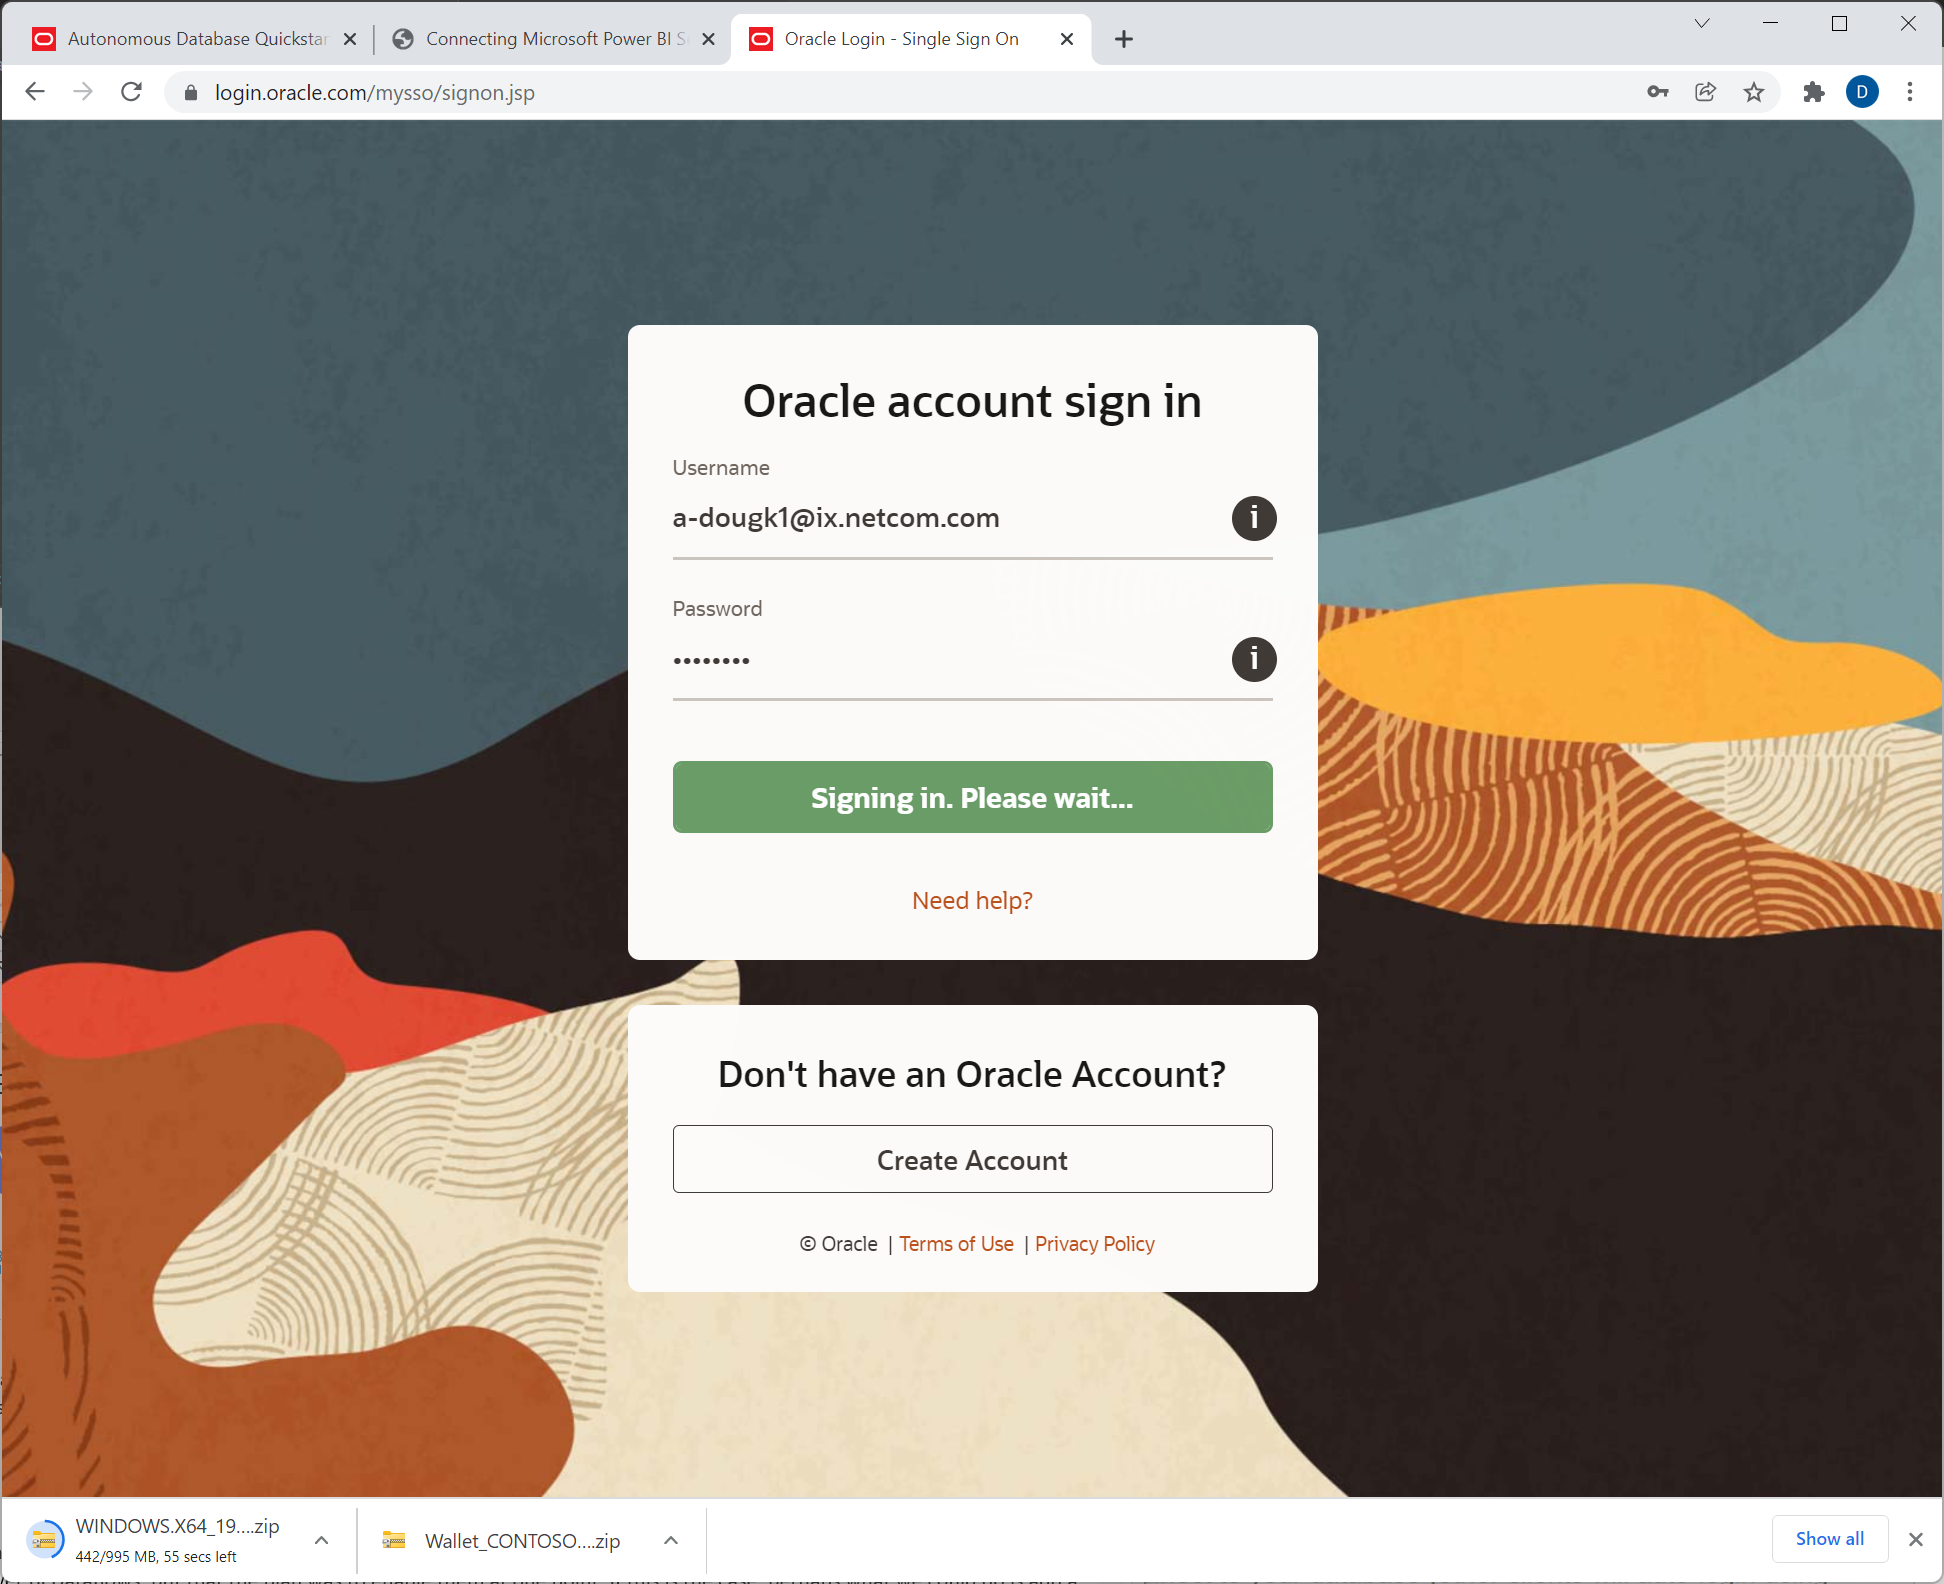 Autonomous Database Quickstar
Connecting Microsoft Power BI S
Oracle Login - Single Sign On
login.oracle.com/mysso/signon.jsp
D
Oracle account sign in
Username
a-dougk1@ix.netcom.com
i
Password
••••••••
i
Signing in. Please wait...
Need help?
Don't have an Oracle Account?
Create Account
© Oracle | Terms of Use | Privacy Policy
WINDOWS.X64_19....zip
442/995 MB, 55 secs left
Wallet_CONTOSO....zip
Show all